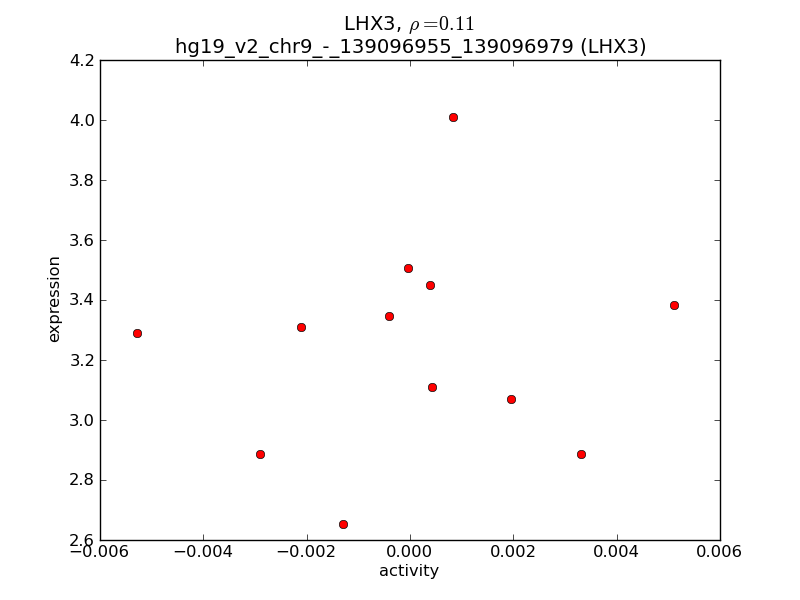 LHX3, ρ=0.11
hg19_v2_chr9_-_139096955_139096979 (LHX3)
4.2
4.0
3.8
3.6
3.4
3.2
3.0
2.8
2.6
expression
−0.006 −0.004 −0.002 0.000 0.002 0.004 0.006
activity